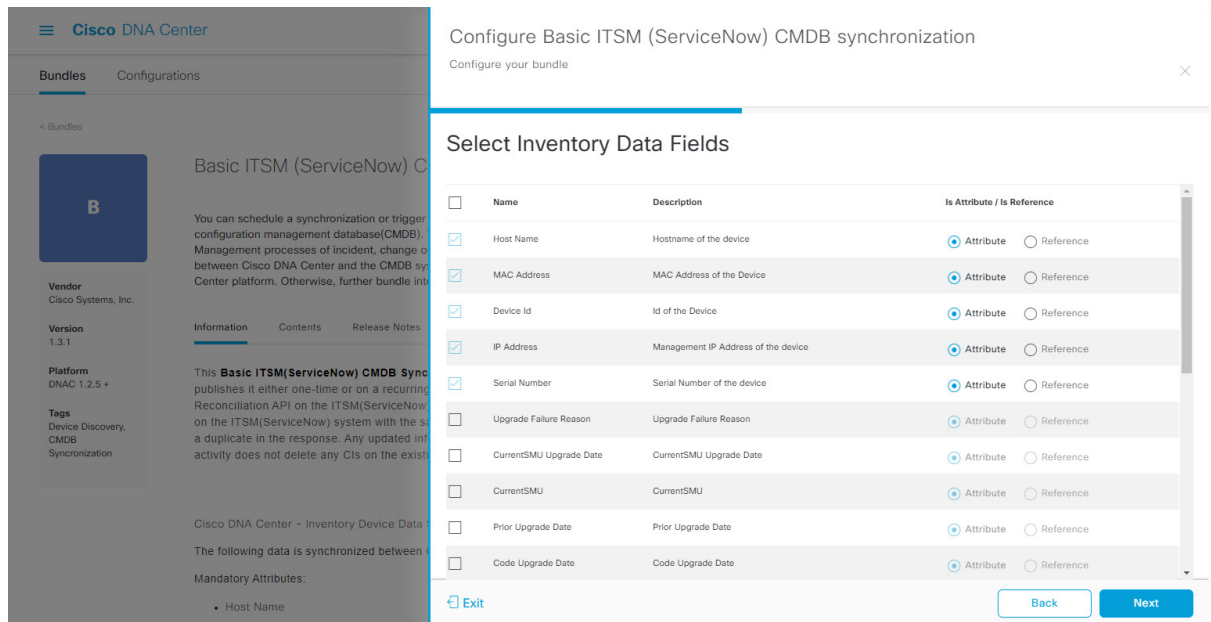 Cisco DNA Center
Bundles Configurations
< Bundles
B
Vendor
Cisco Systems, Inc.
Version
1.3.1
Platform
DNAC 1.2.5 +
Tags
Device Discovery,
CMDB
Syncronization
Basic ITSM (ServiceNow) C
You can schedule a synchronization or trigger
configuration management database(CMDB).
Management processes of incident, change o
between Cisco DNA Center and the CMDB sy
Center platform. Otherwise, further bundle int
Information Contents Release Notes
This Basic ITSM(ServiceNow) CMDB Sync
publishes it either one-time or on a recurring
Reconciliation API on the ITSM(ServiceNow
on the ITSM(ServiceNow) system with the sa
a duplicate in the response. Any updated inf
activity does not delete any CIs on the existi
Cisco DNA Center - Inventory Device Data
The following data is synchronized between
Mandatory Attributes:
• Host Name
Configure Basic ITSM (ServiceNow) CMDB synchronization
Configure your bundle
Select Inventory Data Fields
Name Description Is Attribute / Is Reference
Host Name Hostname of the device Attribute Reference
MAC Address MAC Address of the Device Attribute Reference
Device Id Id of the Device Attribute Reference
IP Address Management IP Address of the device Attribute Reference
Serial Number Serial Number of the device Attribute Reference
Upgrade Failure Reason Upgrade Failure Reason Attribute Reference
CurrentSMU Upgrade Date CurrentSMU Upgrade Date Attribute Reference
CurrentSMU CurrentSMU Attribute Reference
Prior Upgrade Date Prior Upgrade Date Attribute Reference
Code Upgrade Date Code Upgrade Date Attribute Reference
Exit Back Next